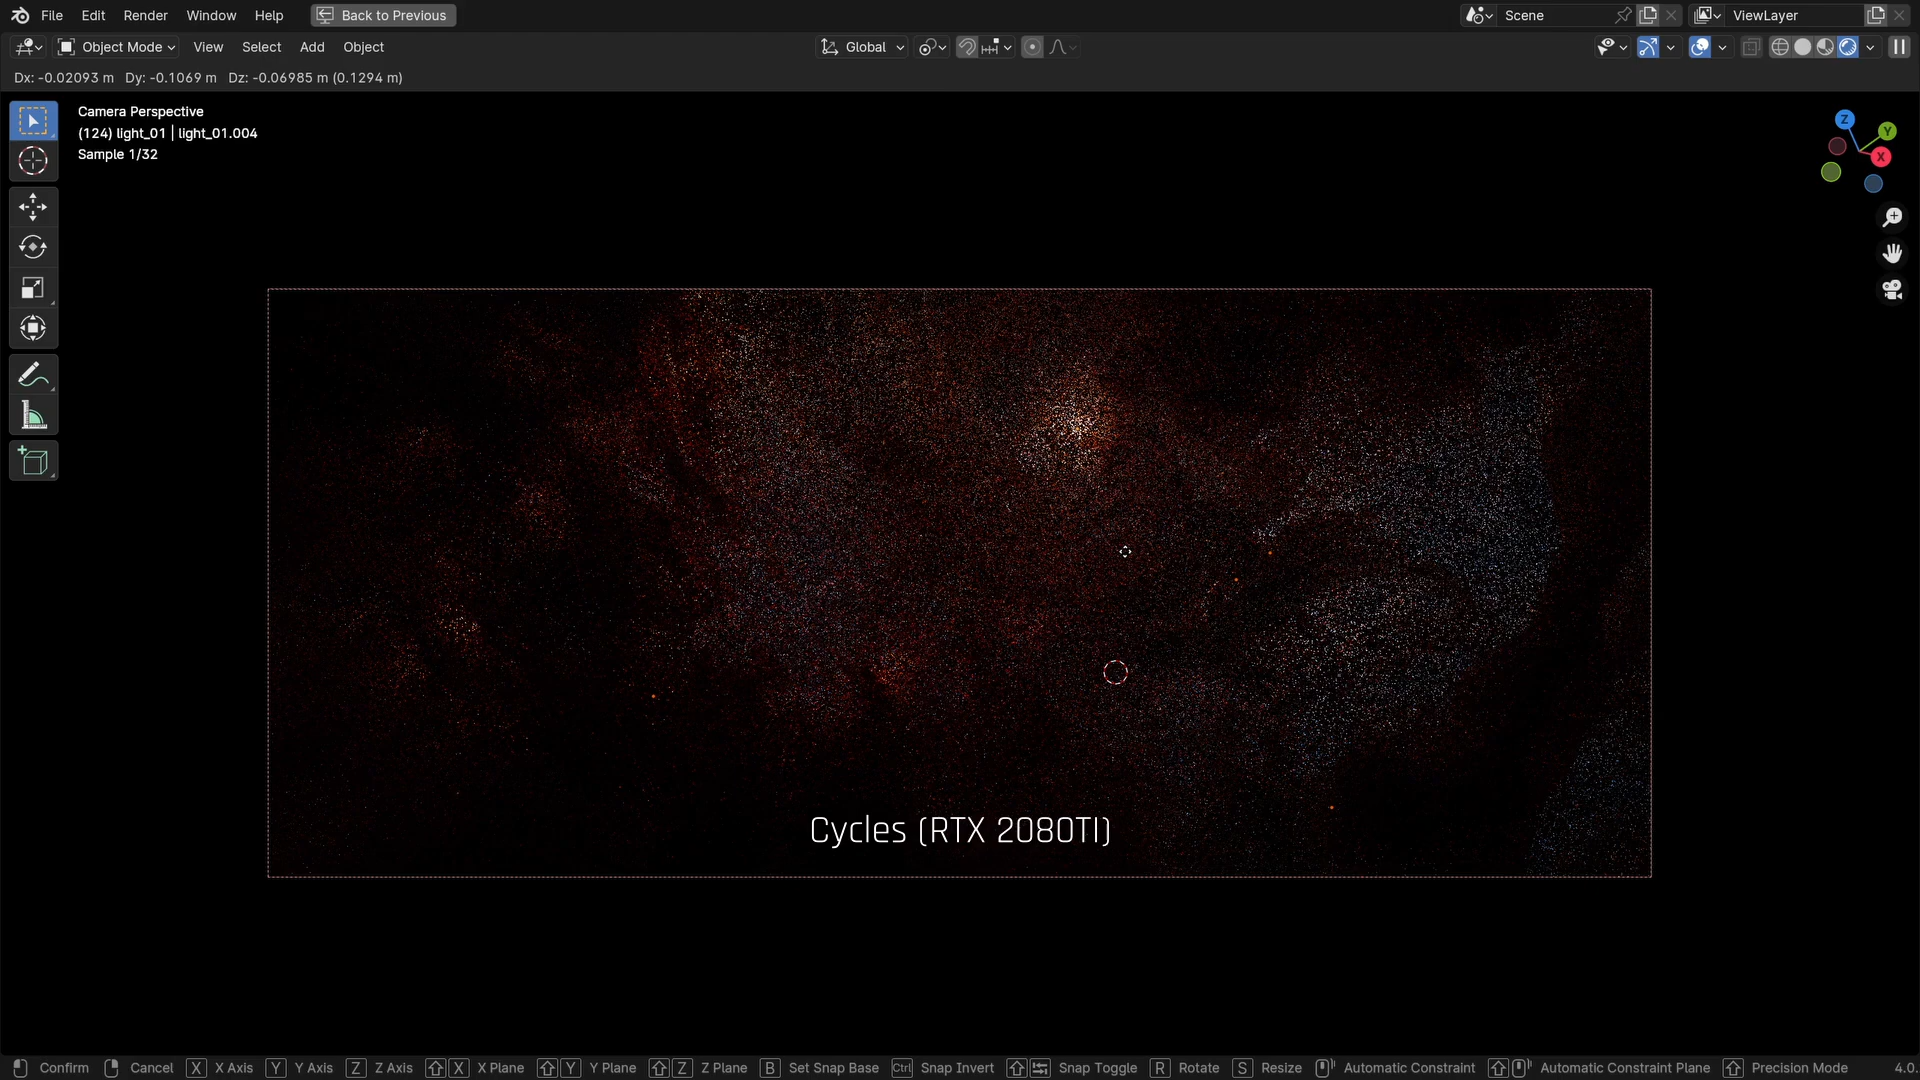 File Edit Render Window Help Back to Previous Scene ViewLayer
Object Mode View Select Add Object Global
Dx: -0.02093 m Dy: -0.1069 m Dz: -0.06985 m (0.1294 m)
Camera Perspective
(124) light_01 | light_01.004
Sample 1/32
Z
Y
X
Cycles (RTX 2080TI)
Confirm Cancel X X Axis Y Y Axis Z Z Axis X X Plane Y Y Plane Z Z Plane B Set Snap Base Ctrl Snap Invert Snap Toggle R Rotate S Resize Automatic Constraint Automatic Constraint Plane Precision Mode 4.0.